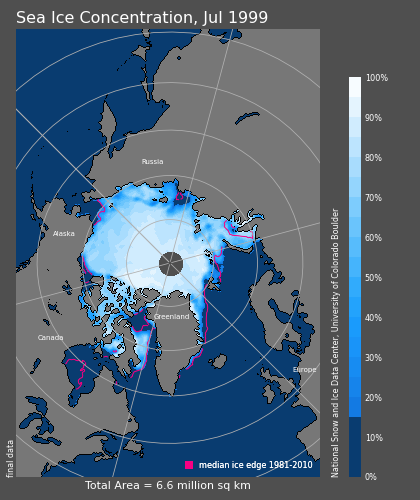 Sea Ice Concentration, Jul 1999
Russia
Alaska
Greenland
Canada
Europe
median ice edge 1981-2010
final data
Total Area = 6.6 million sq km
100%
90%
80%
70%
60%
50%
40%
30%
20%
10%
0%
National Snow and Ice Data Center, University of Colorado Boulder